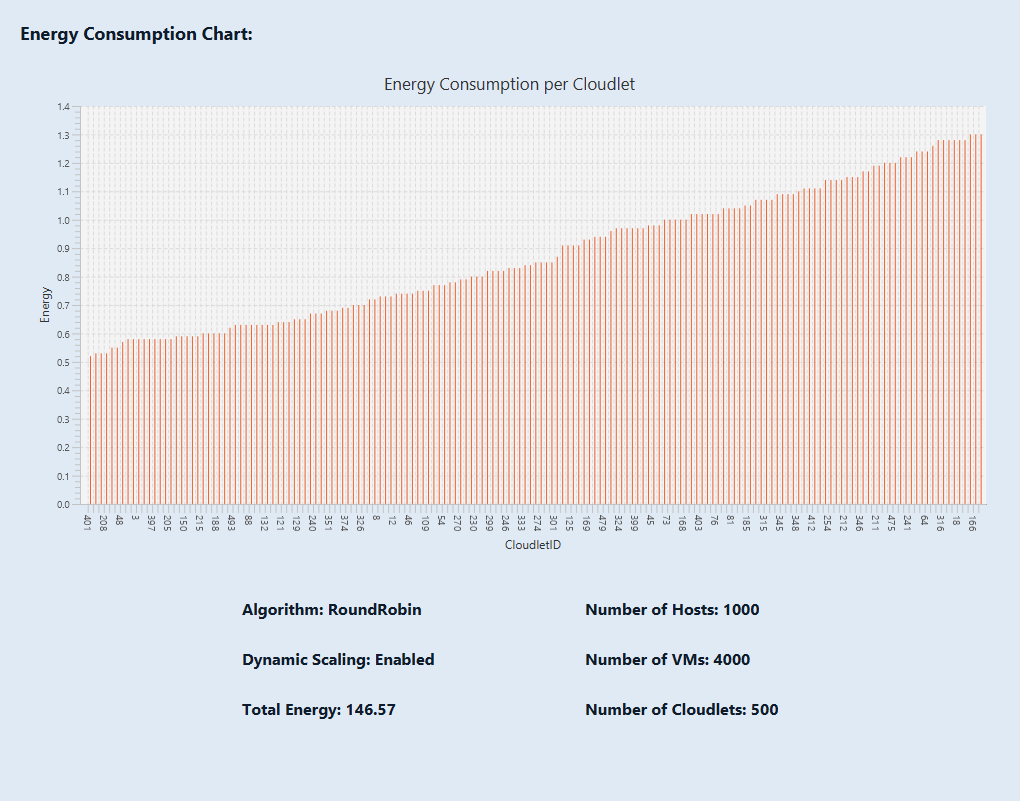 Energy Consumption Chart:
Energy Consumption per Cloudlet
1.4
1.3
1.2
1.1
1.0
0.9
0.8
0.7
0.6
0.5
0.4
0.3
0.2
0.1
0.0
Energy
401 208 48 3 397 205 150 215 188 493 88 132 121 129 240 351 374 326 8 12 46 109 54 270 230 299 246 333 274 301 125 169 479 324 399 45 73 168 403 76 81 185 315 345 348 412 254 212 346 211 475 241 64 316 18 166
CloudletID
Algorithm: RoundRobin Number of Hosts: 1000
Dynamic Scaling: Enabled Number of VMs: 4000
Total Energy: 146.57 Number of Cloudlets: 500